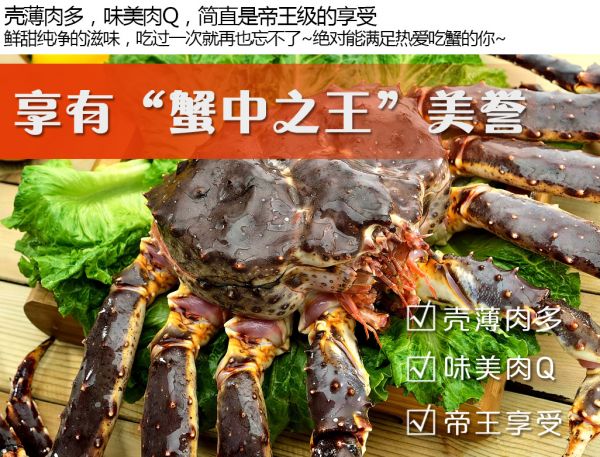 壳薄肉多，味美肉Q，简直是帝王级的享受
鲜甜纯净的滋味，吃过一次就再也忘不了~绝对能满足热爱吃蟹的你~
享有“蟹中之王”美誉
壳薄肉多
味美肉Q
帝王享受